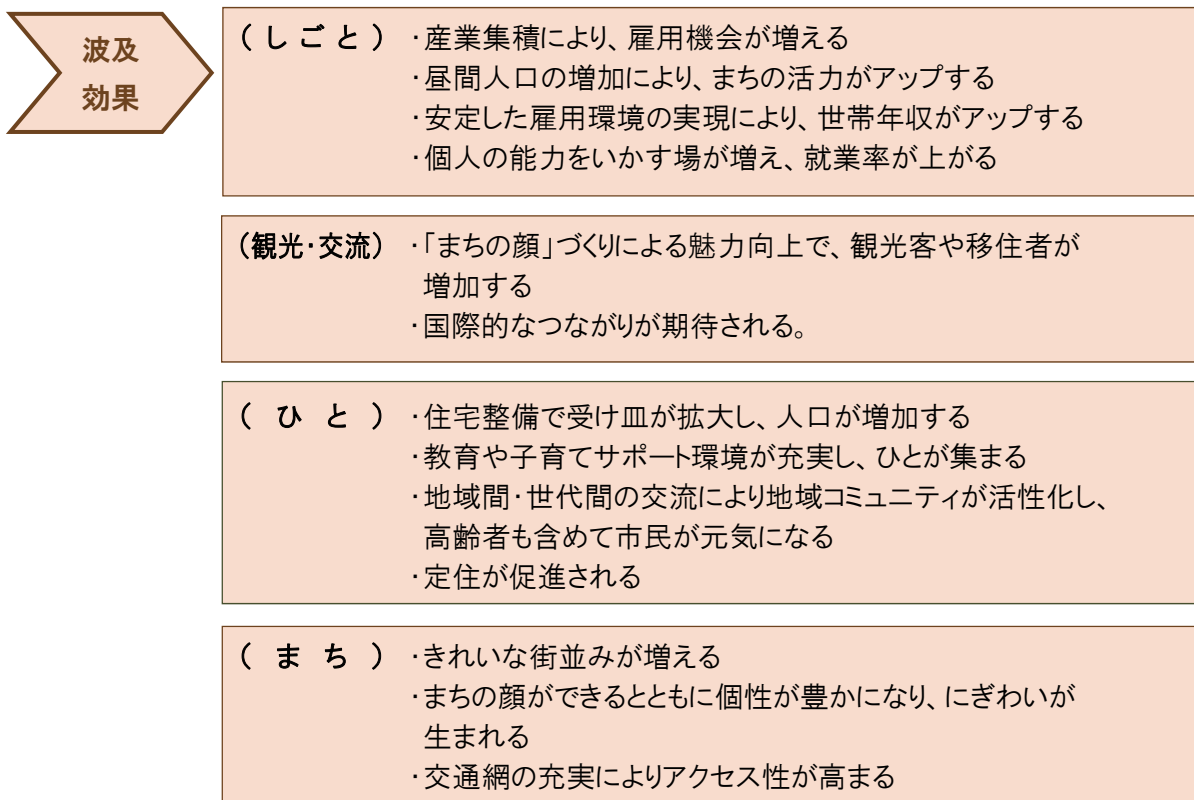 波及
効果
(しごと) ・産業集積により、雇用機会が増える
・昼間人口の増加により、まちの活力がアップする
・安定した雇用環境の実現により、世帯年収がアップする
・個人の能力をいかす場が増え、就業率が上がる
(観光・交流) ・「まちの顔」づくりによる魅力向上で、観光客や移住者が
増加する
・国際的なつながりが期待される。
(ひと) ・住宅整備で受け皿が拡大し、人口が増加する
・教育や子育てサポート環境が充実し、ひとが集まる
・地域間・世代間の交流により地域コミュニティが活性化し、
高齢者も含めて市民が元気になる
・定住が促進される
(まち) ・きれいな街並みが増える
・まちの顔ができるとともに個性が豊かになり、にぎわいが
生まれる
・交通網の充実によりアクセス性が高まる